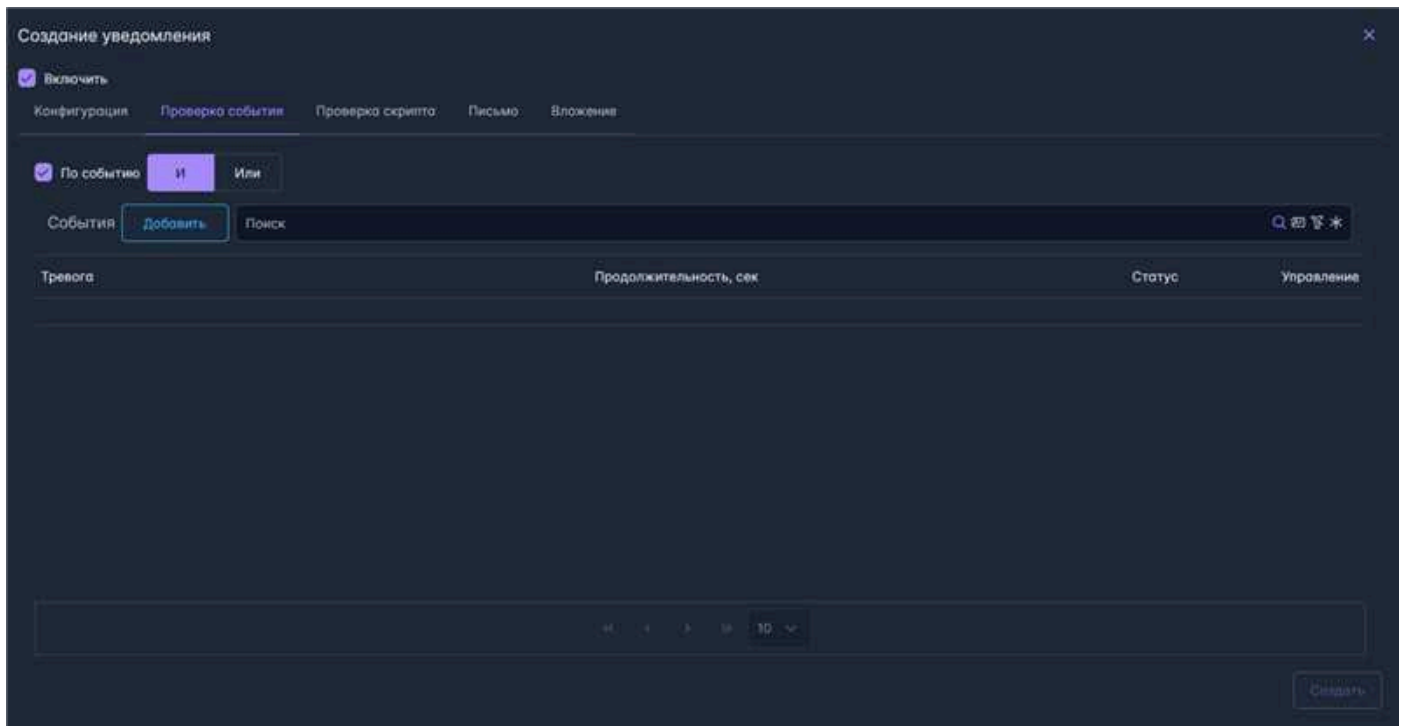 Создание уведомления
Включить
Конфигурация Проверка события Проверка скрипта Письмо Вложение
По событию И Или
События Добавить Поиск
Тревога Продолжительность, сек Статус Управление
10
Создать